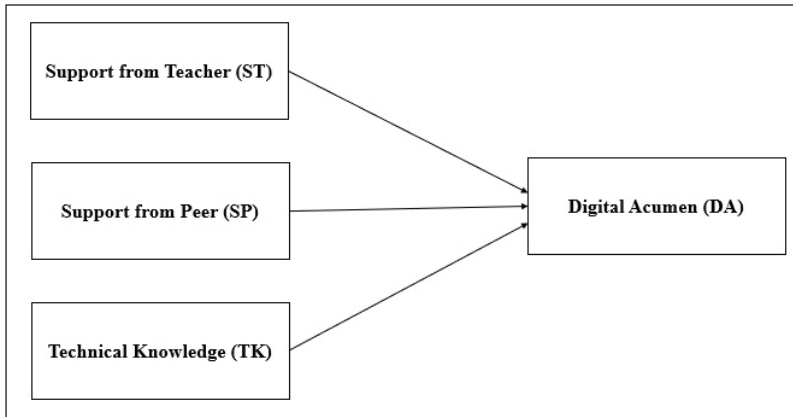 Support from Teacher (ST)
Support from Peer (SP)
Digital Acumen (DA)
Technical Knowledge (TK)